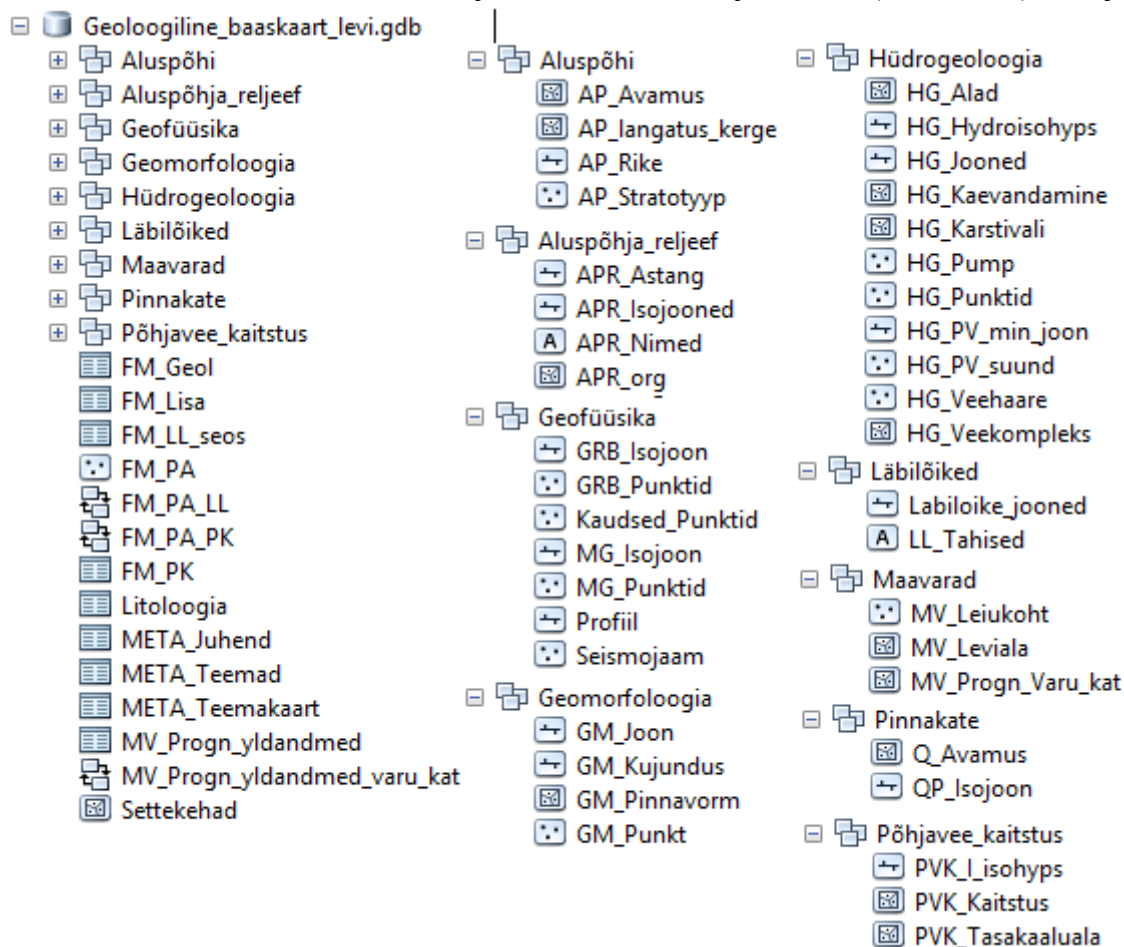 Geoloogiline_baaskaart_levi.gdb
Aluspõhi
Aluspõhja_reljeef
Geofüüsika
Geomorfoloogia
Hüdrogeoloogia
Läbilõiked
Maavarad
Pinnakate
Põhjavee_kaitstus
FM_Geol
FM_Lisa
FM_LL_seos
FM_PA
FM_PA_LL
FM_PA_PK
FM_PK
Litoloogia
META_Juhend
META_Teemad
META_Teemakaart
MV_Progn_yldandmed
MV_Progn_yldandmed_varu_kat
Settekehad
Aluspõhi
AP_Avamus
AP_langatus_kerge
AP_Rike
AP_Stratotyyp
Aluspõhja_reljeef
APR_Astang
APR_Isojooned
A APR_Nimed
APR_org
Geofüüsika
GRB_Isojoon
GRB_Punktid
Kaudsed_Punktid
MG_Isojoon
MG_Punktid
Profiil
Seismojaam
Geomorfoloogia
GM_Joon
GM_Kujundus
GM_Pinnavorm
GM_Punkt
Hüdrogeoloogia
HG_Alad
HG_Hydroisohyps
HG_Jooned
HG_Kaevandamine
HG_Karstivali
HG_Pump
HG_Punktid
HG_PV_min_joon
HG_PV_suund
HG_Veehaare
HG_Veekompleks
Läbilõiked
Labiloike_jooned
A LL_Tahised
Maavarad
MV_Leiukoht
MV_Leviala
MV_Progn_Varu_kat
Pinnakate
Q_Avamus
QP_Isojoon
Põhjavee_kaitstus
PVK_I_isohyps
PVK_Kaitstus
PVK_Tasakaaluala